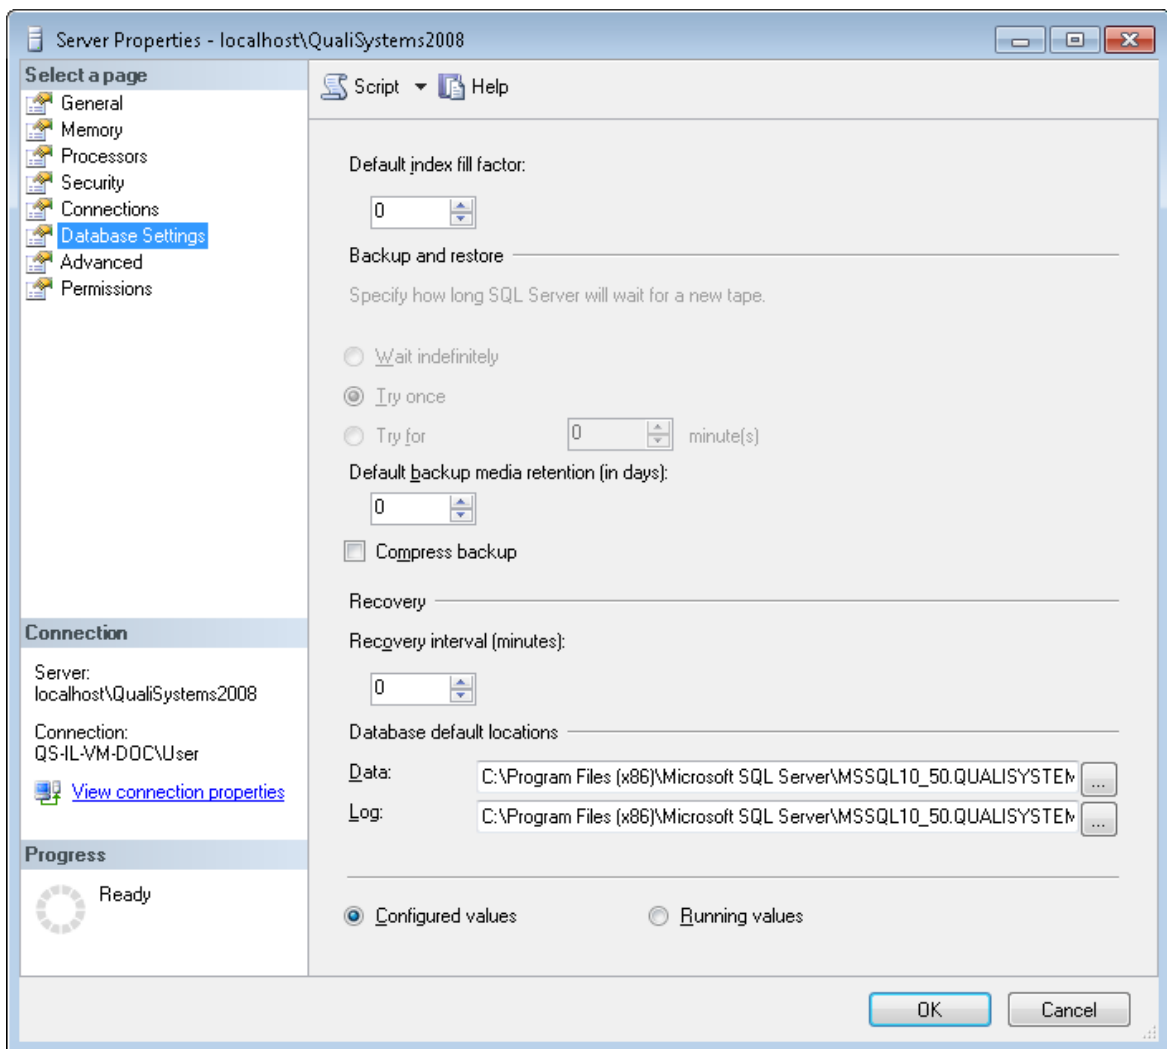 Server Properties - localhost\QualiSystems2008
Select a page
General
Memory
Processors
Security
Connections
Database Settings
Advanced
Permissions
Connection
Server:
localhost\QualiSystems2008
Connection:
QS-IL-VM-DOC\User
View connection properties
Progress
Ready
Script Help
Default index fill factor:
0
Backup and restore
Specify how long SQL Server will wait for a new tape.
Wait indefinitely
Try once
Try for 0 minute(s)
Default backup media retention (in days):
0
Compress backup
Recovery
Recovery interval (minutes):
0
Database default locations
Data: C:\Program Files (x86)\Microsoft SQL Server\MSSQL10_50.QUALISYSTEM ...
Log: C:\Program Files (x86)\Microsoft SQL Server\MSSQL10_50.QUALISYSTEM ...
Configured values Running values
OK Cancel